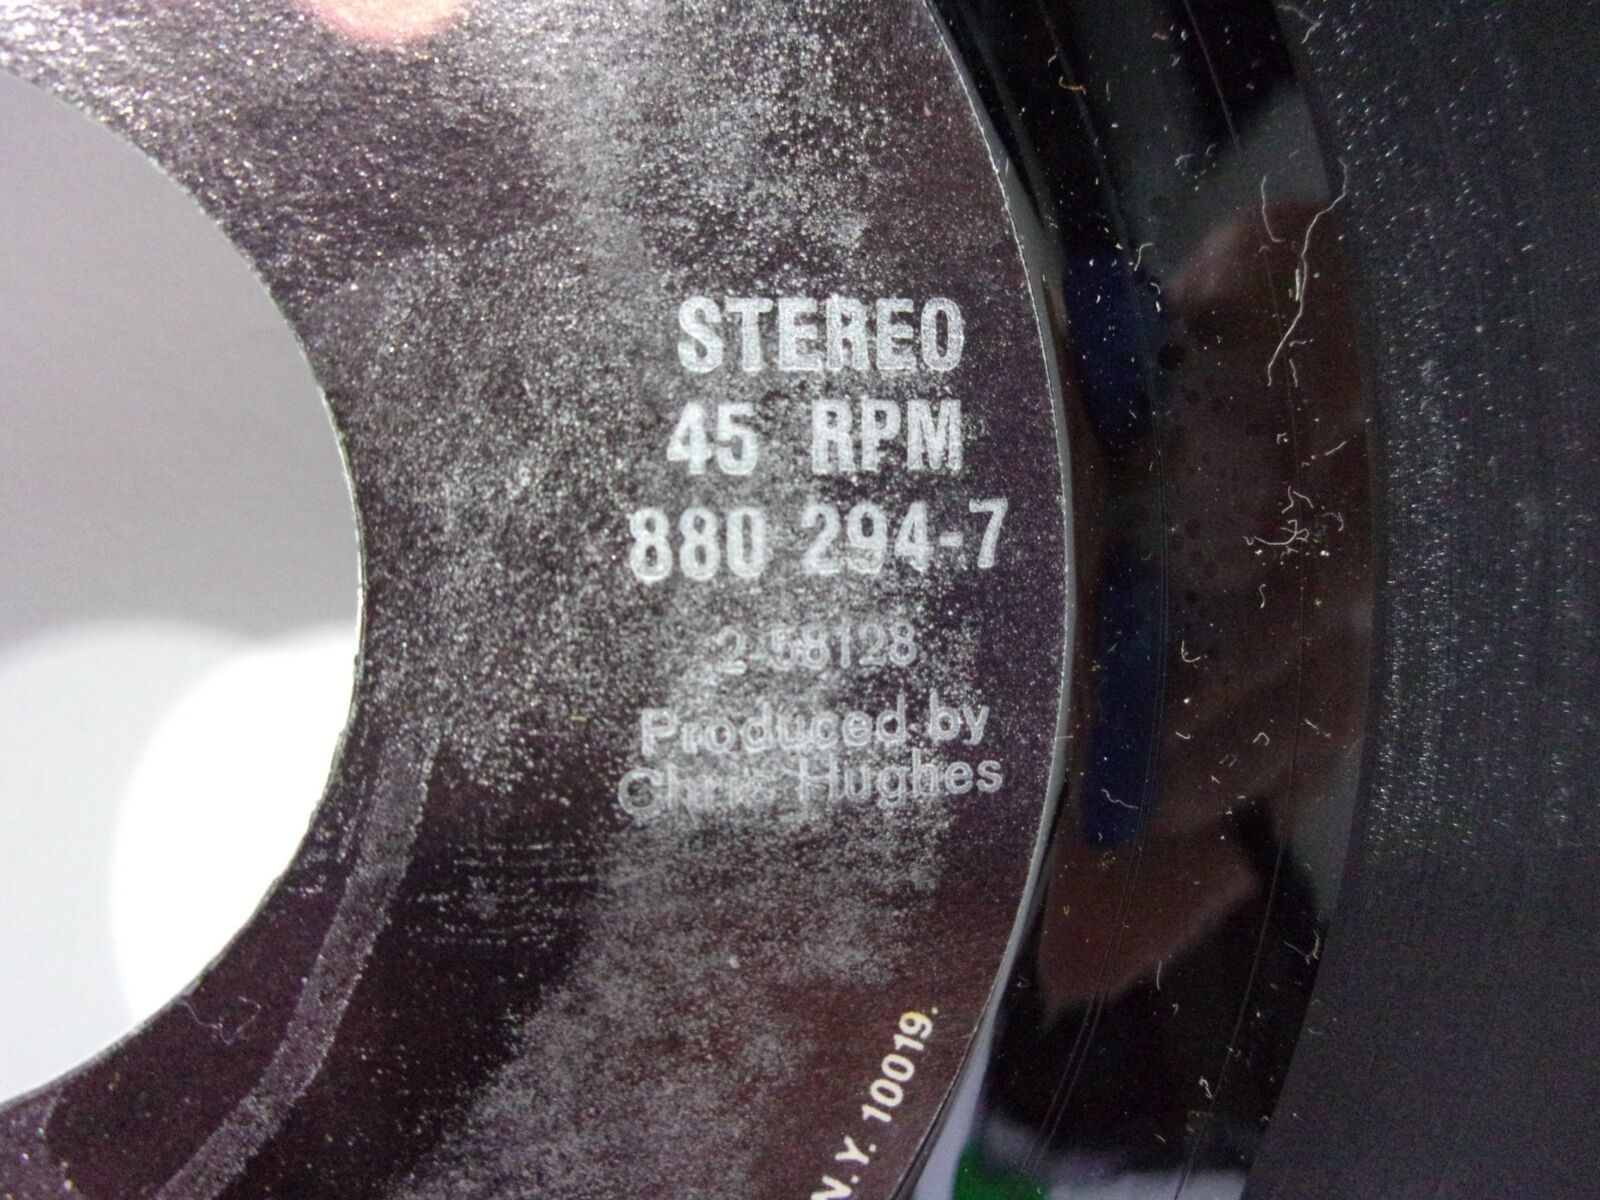 STEREO
45 RPM
880 294-7
2-58128
Produced by
Chris Hughes
N.Y. 10019.